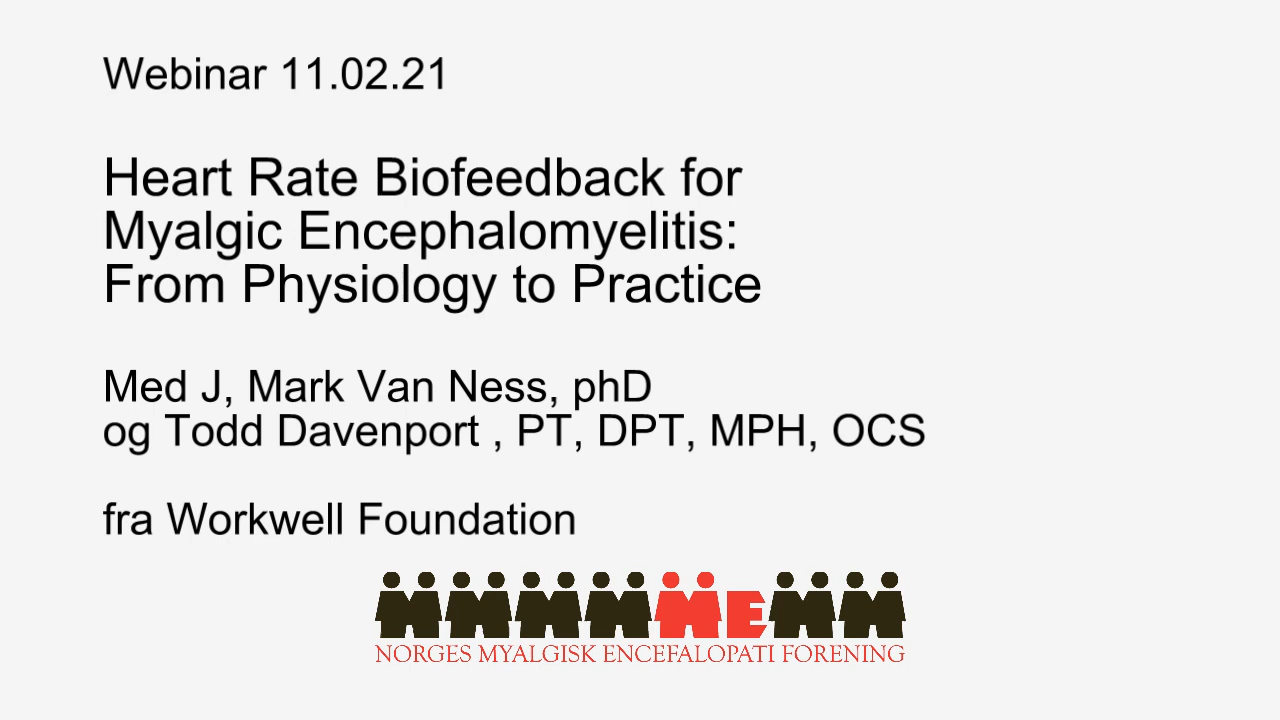 Webinar 11.02.21
Heart Rate Biofeedback for
Myalgic Encephalomyelitis:
From Physiology to Practice
Med J, Mark Van Ness, phD
og Todd Davenport , PT, DPT, MPH, OCS
fra Workwell Foundation
ME
NORGES MYALGISK ENCEFALOPATI FORENING